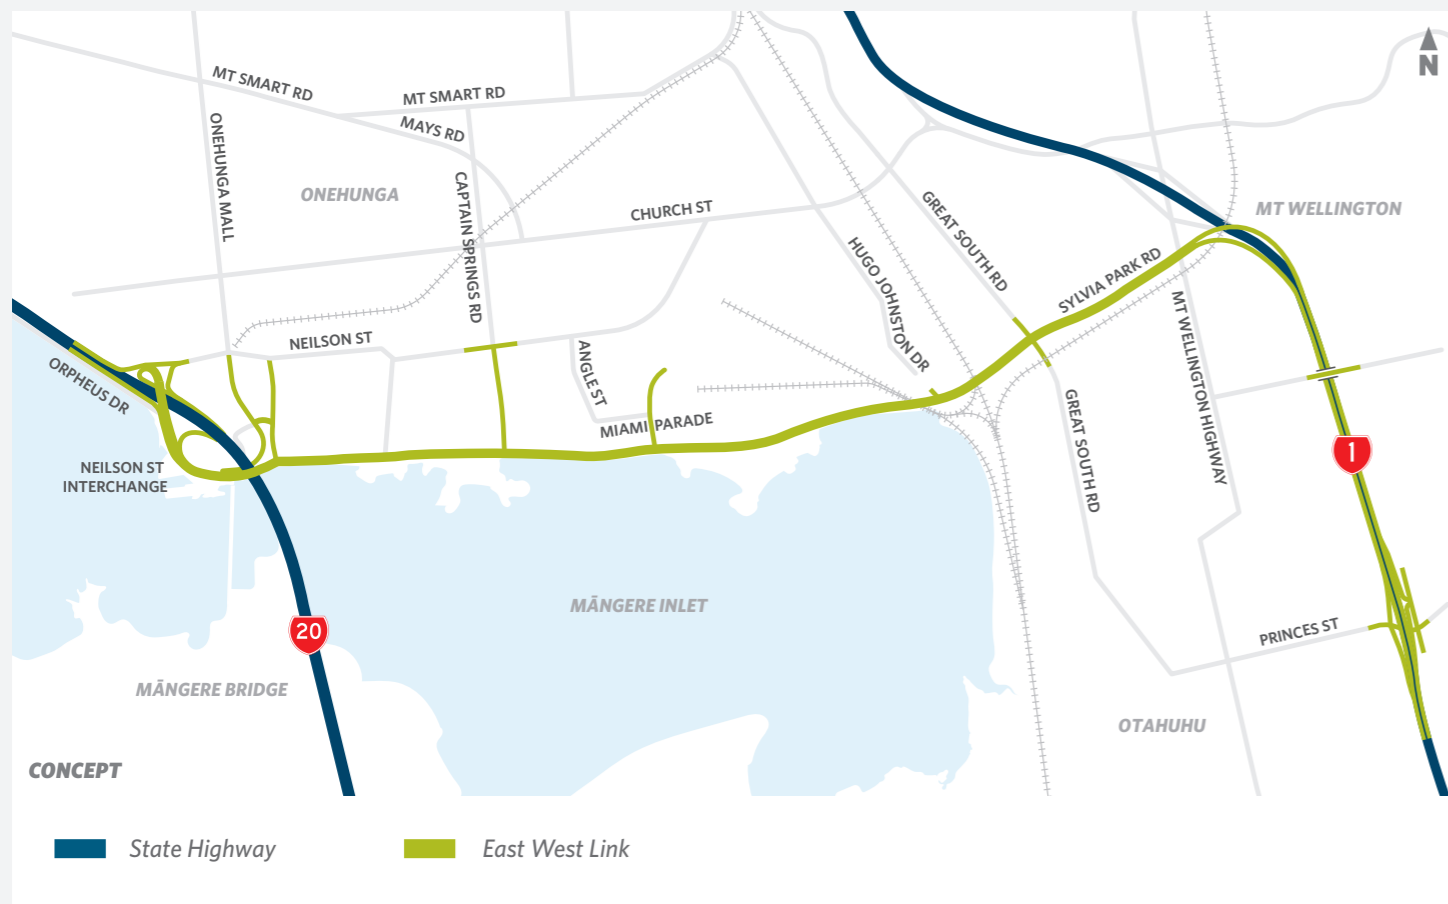 N
MT SMART RD
MT SMART RD
MAYS RD
ONEHUNGA MALL
ONEHUNGA
CAPTAIN SPRINGS RD
CHURCH ST
GREAT SOUTH RD
MT WELLINGTON
HUGO JOHNSTON DR
SYLVIA PARK RD
MT WELLINGTON HIGHWAY
NEILSON ST
ORPHEUS DR
ANGLE ST
MIAMI PARADE
GREAT SOUTH RD
1
NEILSON ST
INTERCHANGE
MĀNGERE INLET
20
PRINCES ST
MĀNGERE BRIDGE
OTAHUHU
CONCEPT
State Highway
East West Link